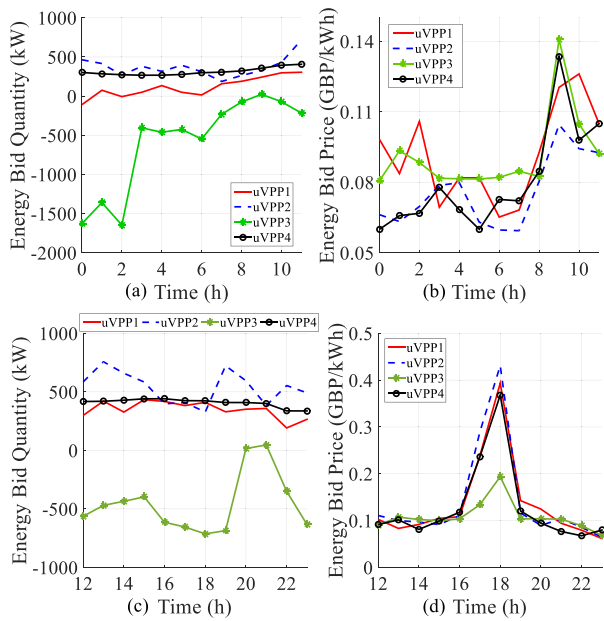 Energy Bid Quantity (kW)
1000
500
0
-500
-1000
-1500
-2000
uVPP1
uVPP2
uVPP3
uVPP4
0 2 4 6 8 10
(a) Time (h)
Energy Bid Price (GBP/kWh)
0.14
0.11
0.08
0.05
uVPP1
uVPP2
uVPP3
uVPP4
0 2 4 6 8 10
(b) Time (h)
uVPP1 uVPP2 uVPP3 uVPP4
Energy Bid Quantity (kW)
1000
500
0
-500
-1000
12 14 16 18 20 22
(c) Time (h)
Energy Bid Price (GBP/kWh)
0.5
0.4
0.3
0.2
0.1
0
uVPP1
uVPP2
uVPP3
uVPP4
12 14 16 18 20 22
(d) Time (h)